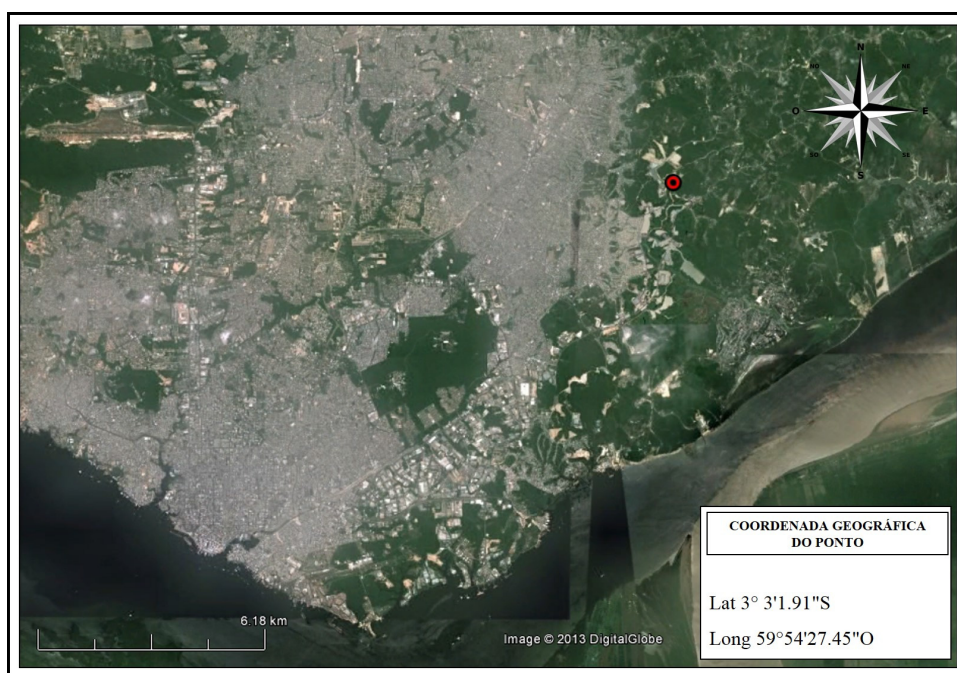 N
NO
NE
O
E
SO
SE
S
COORDENADA GEOGRÁFICA
DO PONTO
Lat 3° 3'1.91"S
Long 59°54'27.45"O
6.18 km
Image © 2013 DigitalGlobe